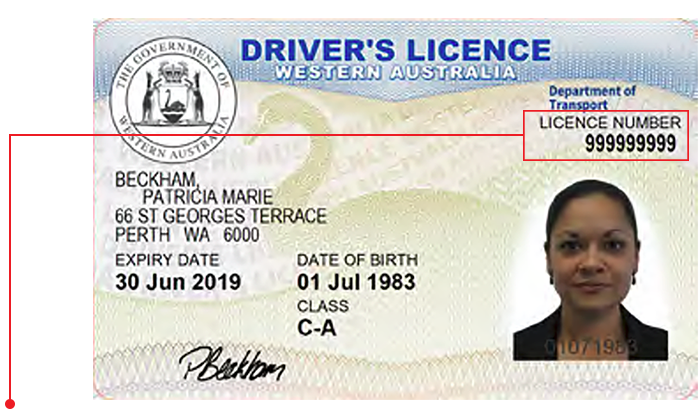 DRIVER'S LICENCE
WESTERN AUSTRALIA
THE GOVERNMENT OF
WESTERN AUSTRALIA
Department of
Transport
LICENCE NUMBER
999999999
BECKHAM,
PATRICIA MARIE
66 ST GEORGES TERRACE
PERTH WA 6000
EXPIRY DATE
30 Jun 2019
DATE OF BIRTH
01 Jul 1983
CLASS
C-A
01071983
PBeckham